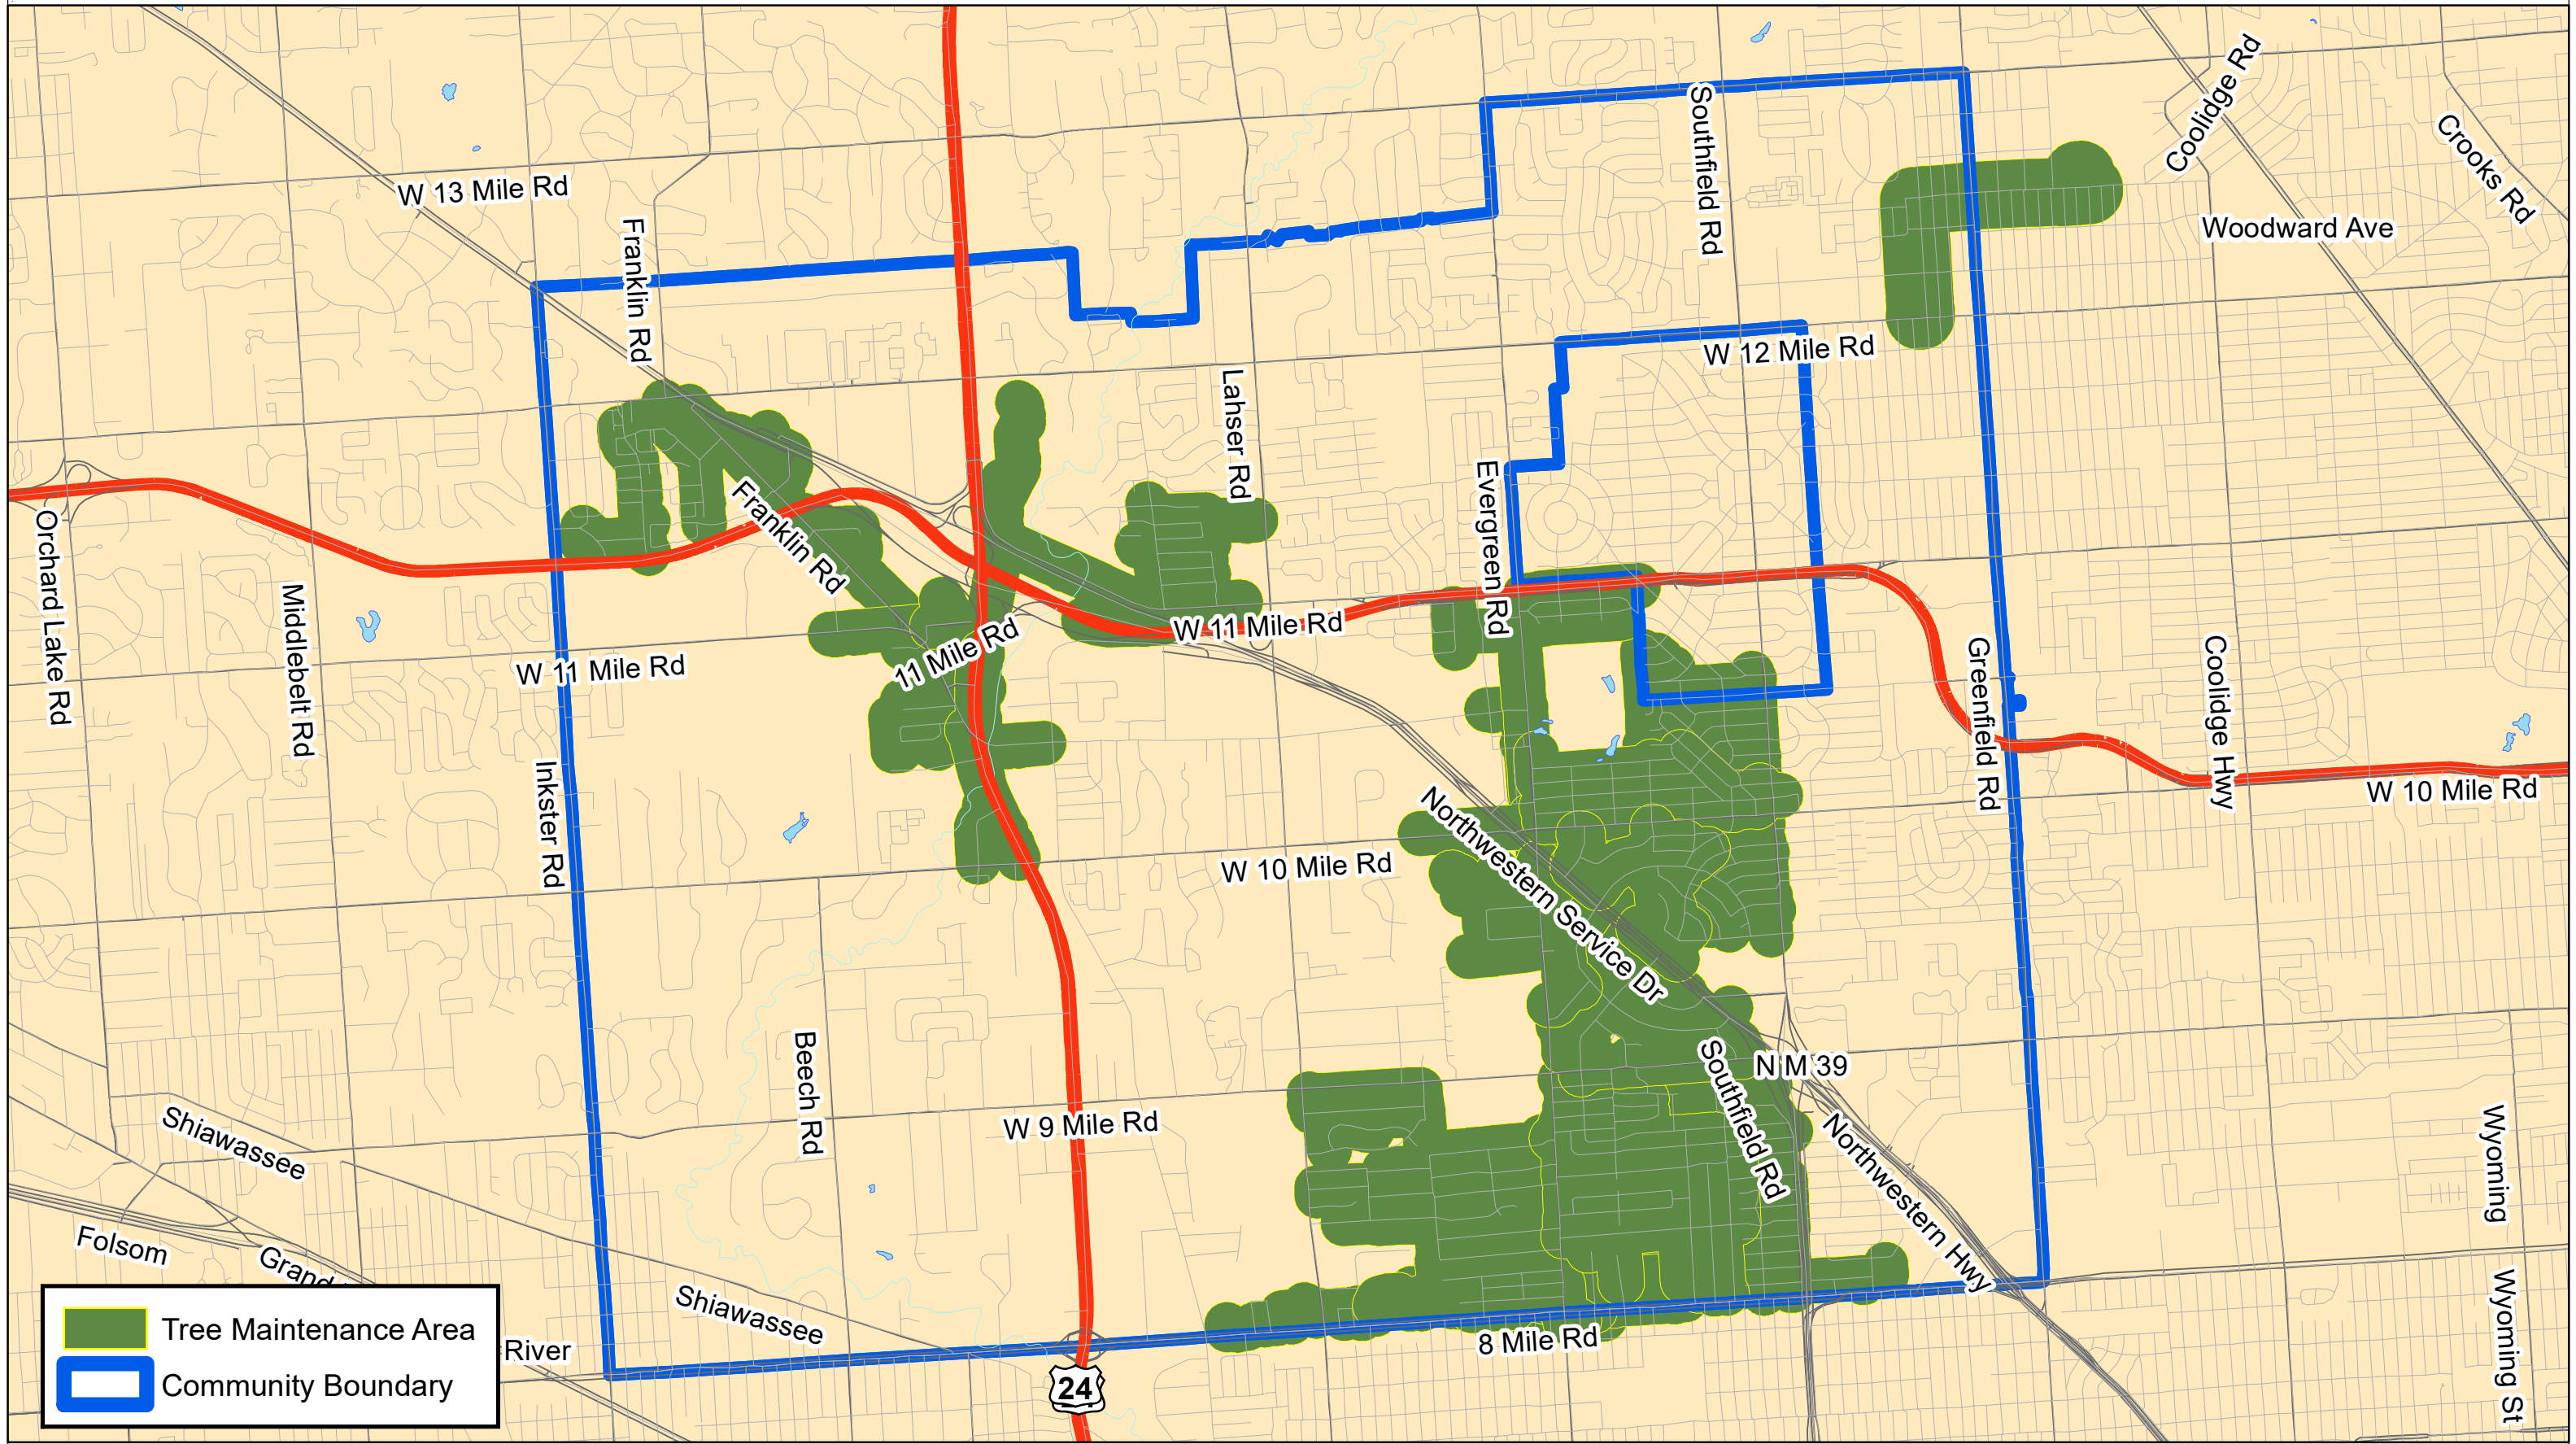 Coolidge Rd
Crooks Rd
Southfield Rd
W 13 Mile Rd
Franklin Rd
Woodward Ave
W 12 Mile Rd
Lahser Rd
Evergreen Rd
Franklin Rd
Orchard Lake Rd
Middlebelt Rd
W 11 Mile Rd
11 Mile Rd
W 11 Mile Rd
Greenfield Rd
Coolidge Hwy
Inkster Rd
W 10 Mile Rd
Northwestern Service Dr
W 10 Mile Rd
Beech Rd
Southfield Rd
N M 39
W 9 Mile Rd
Shiawassee
Northwestern Hwy
Wyoming
Folsom
Grand
River
Shiawassee
8 Mile Rd
Wyoming St
24
Tree Maintenance Area
Community Boundary